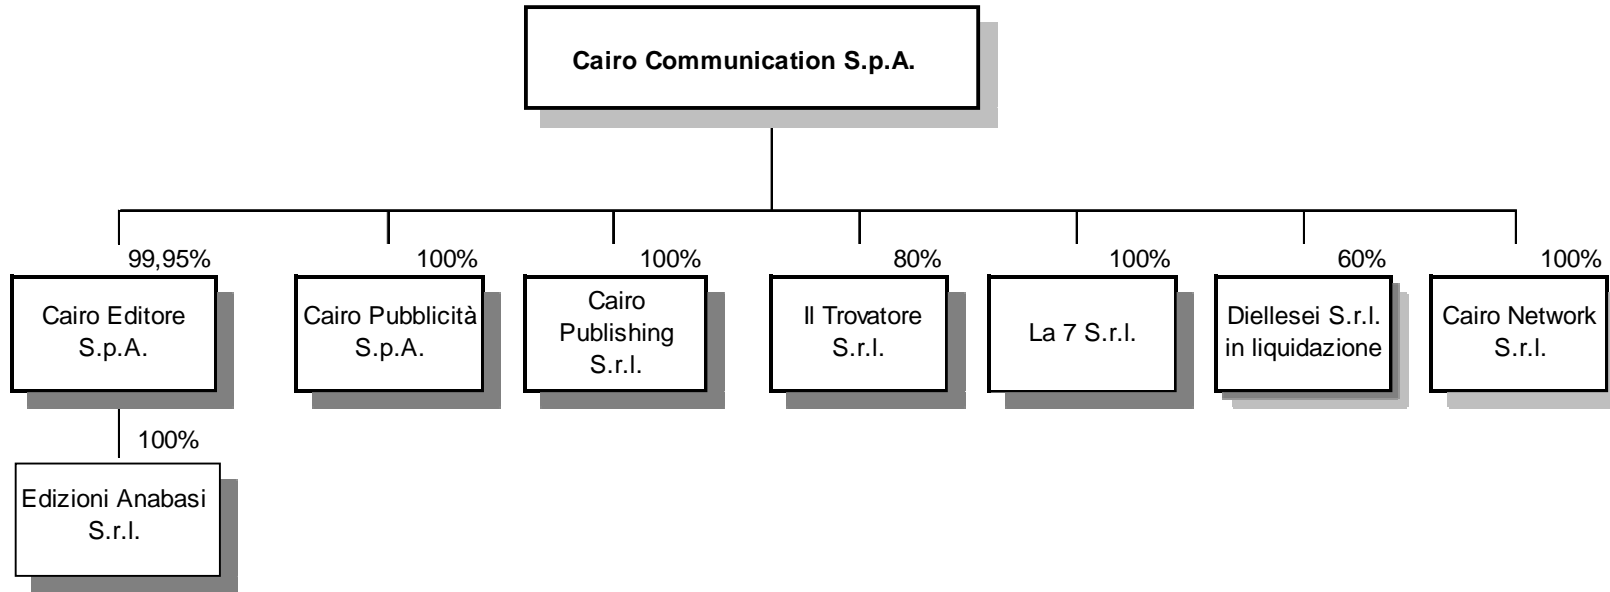 Cairo Communication S.p.A.
99,95%
100%
100%
80%
100%
60%
100%
Cairo Editore
S.p.A.
Cairo Pubblicità
S.p.A.
Cairo
Publishing
S.r.l.
Il Trovatore
S.r.l.
La 7 S.r.l.
Diellesei S.r.l.
in liquidazione
Cairo Network
S.r.l.
100%
Edizioni Anabasi
S.r.l.